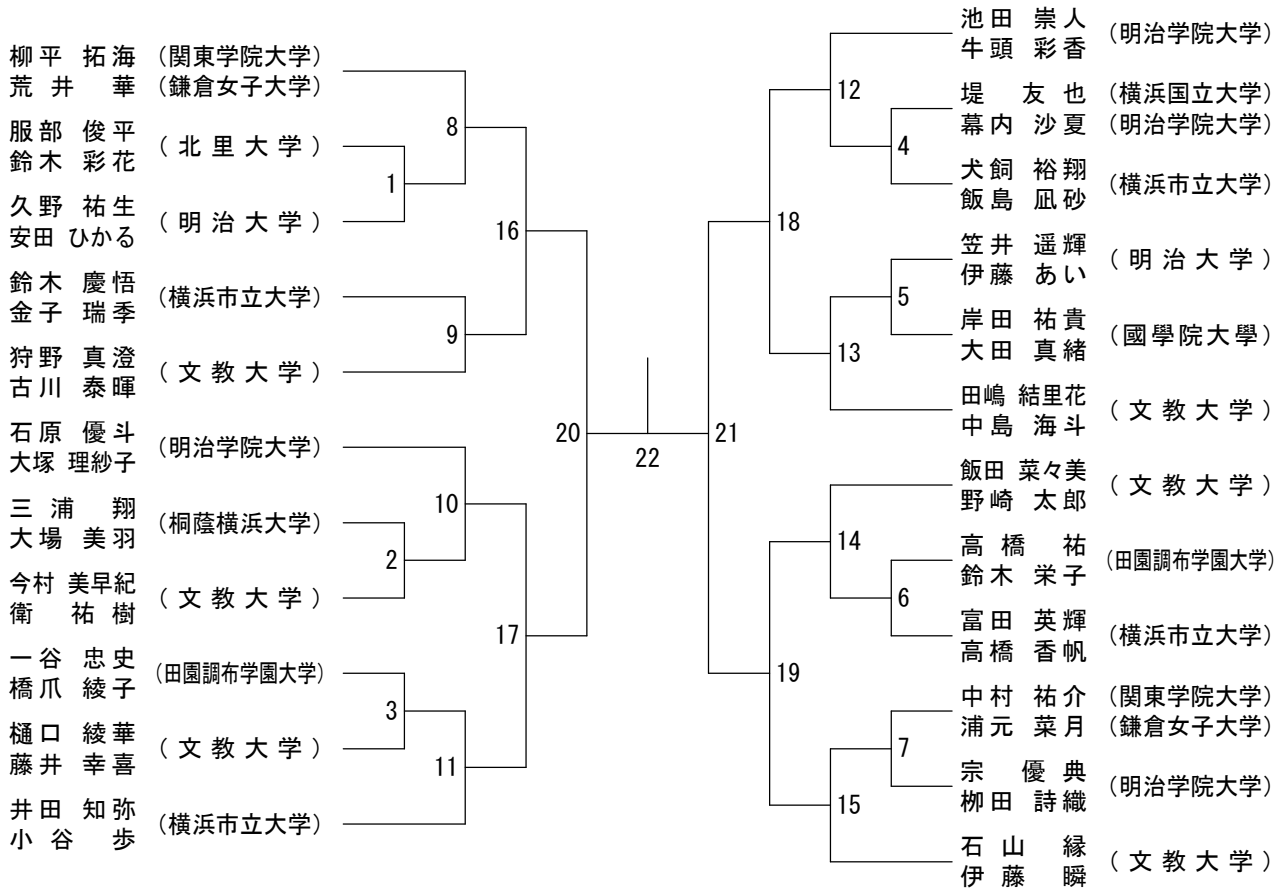 柳平 拓海 （関東学院大学）
荒井 華 （鎌倉女子大学）
服部 俊平
鈴木 彩花
（北里大学）
久野 祐生
安田 ひかる
（明治大学）
鈴木 慶悟
金子 瑞季
（横浜市立大学）
狩野 真澄
古川 泰暉
（文教大学）
石原 優斗
大塚 理紗子
（明治学院大学）
三浦 翔
大場 美羽
（桐蔭横浜大学）
今村 美早紀
衛 祐樹
（文教大学）
一谷 忠史
橋爪 綾子
（田園調布学園大学）
樋口 綾華
藤井 幸喜
（文教大学）
井田 知弥
小谷 歩
（横浜市立大学）
8
1
16
9
10
2
17
3
11
20
22
21
池田 崇人
牛頭 彩香
（明治学院大学）
堤 友也 （横浜国立大学）
幕内 沙夏 （明治学院大学）
犬飼 裕翔
飯島 凪砂
（横浜市立大学）
笠井 遥輝
伊藤 あい
（明治大学）
岸田 祐貴
大田 真緒
（國學院大學）
田嶋 結里花
中島 海斗
（文教大学）
飯田 菜々美
野崎 太郎
（文教大学）
高橋 祐
鈴木 栄子
（田園調布学園大学）
富田 英輝
高橋 香帆
（横浜市立大学）
中村 祐介 （関東学院大学）
浦元 菜月 （鎌倉女子大学）
宗 優典
栁田 詩織
（明治学院大学）
石山 縁
伊藤 瞬
（文教大学）
12
4
18
5
13
14
6
19
7
15